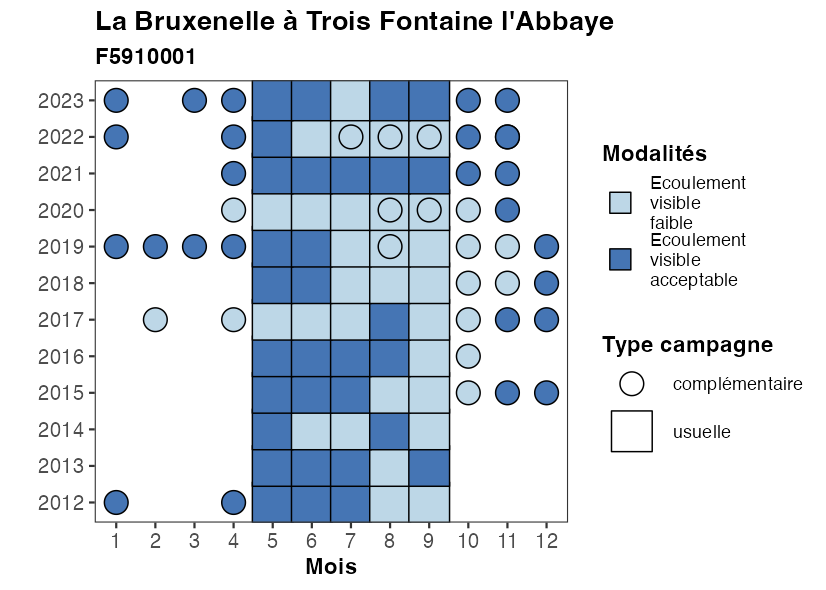 La Bruxenelle à Trois Fontaine l'Abbaye
F5910001
2023
2022
2021
2020
2019
2018
2017
2016
2015
2014
2013
2012
1 2 3 4 5 6 7 8 9 10 11 12
Mois
Modalités
Ecoulement
visible
faible
Ecoulement
visible
acceptable
Type campagne
complémentaire
usuelle